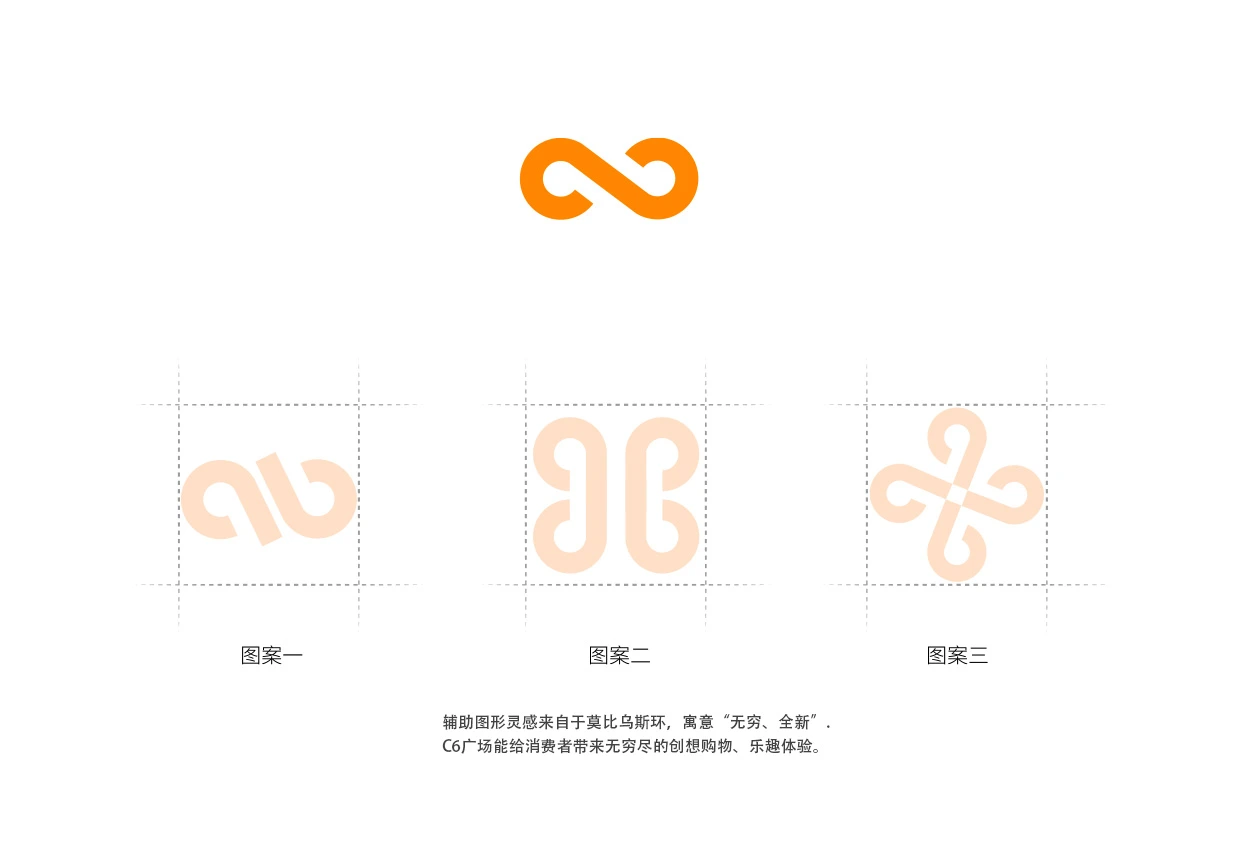 图案一
图案二
图案三
辅助图形灵感来自于莫比乌斯环，寓意“无穷、全新”.
C6广场能给消费者带来无穷尽的创想购物、乐趣体验。